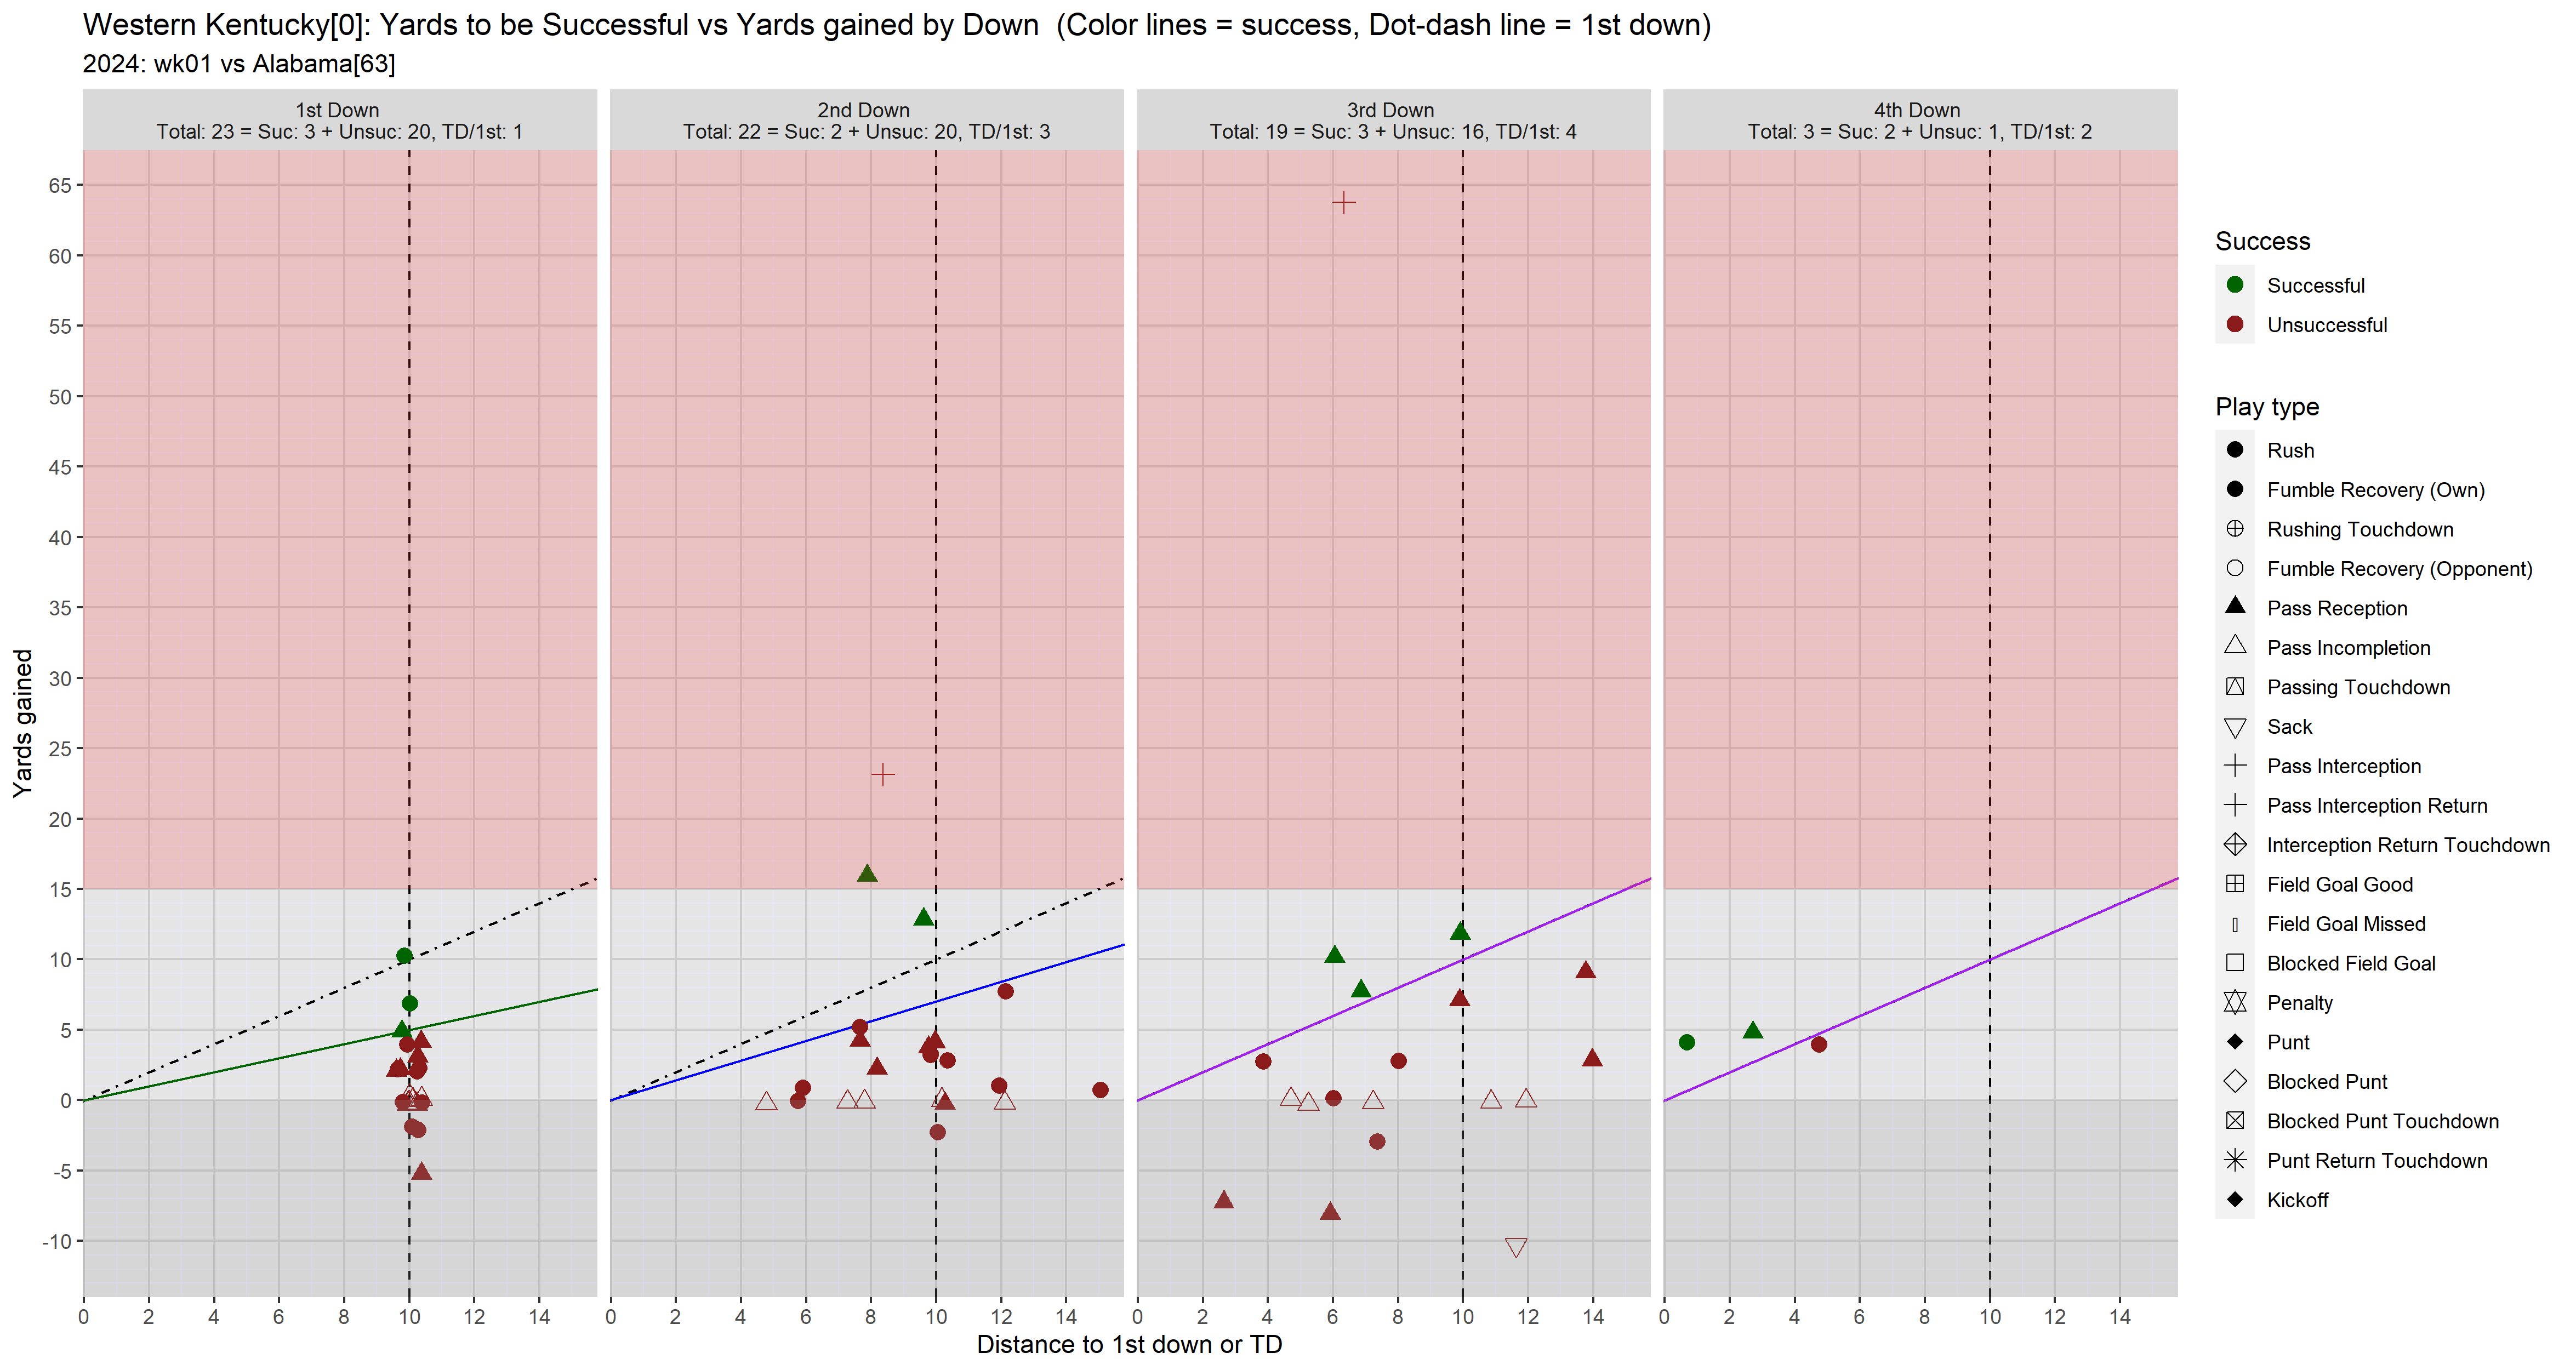 Western Kentucky[0]: Yards to be Successful vs Yards gained by Down  (Color lines = success, Dot-dash line = 1st down)
2024: wk01 vs Alabama[63]
1st Down
Total: 23 = Suc: 3 + Unsuc: 20, TD/1st: 1
2nd Down
Total: 22 = Suc: 2 + Unsuc: 20, TD/1st: 3
3rd Down
Total: 19 = Suc: 3 + Unsuc: 16, TD/1st: 4
4th Down
Total: 3 = Suc: 2 + Unsuc: 1, TD/1st: 2
Yards gained
65
60
55
50
45
40
35
30
25
20
15
10
5
0
-5
-10
0 2 4 6 8 10 12 14
0 2 4 6 8 10 12 14
0 2 4 6 8 10 12 14
0 2 4 6 8 10 12 14
Distance to 1st down or TD
Success
Successful
Unsuccessful
Play type
Rush
Fumble Recovery (Own)
Rushing Touchdown
Fumble Recovery (Opponent)
Pass Reception
Pass Incompletion
Passing Touchdown
Sack
Pass Interception
Pass Interception Return
Interception Return Touchdown
Field Goal Good
Field Goal Missed
Blocked Field Goal
Penalty
Punt
Blocked Punt
Blocked Punt Touchdown
Punt Return Touchdown
Kickoff